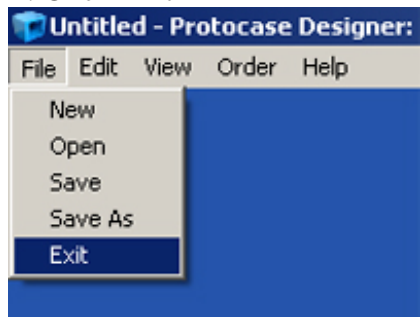 Untitled - Protocase Designer:
File Edit View Order Help
New
Open
Save
Save As
Exit